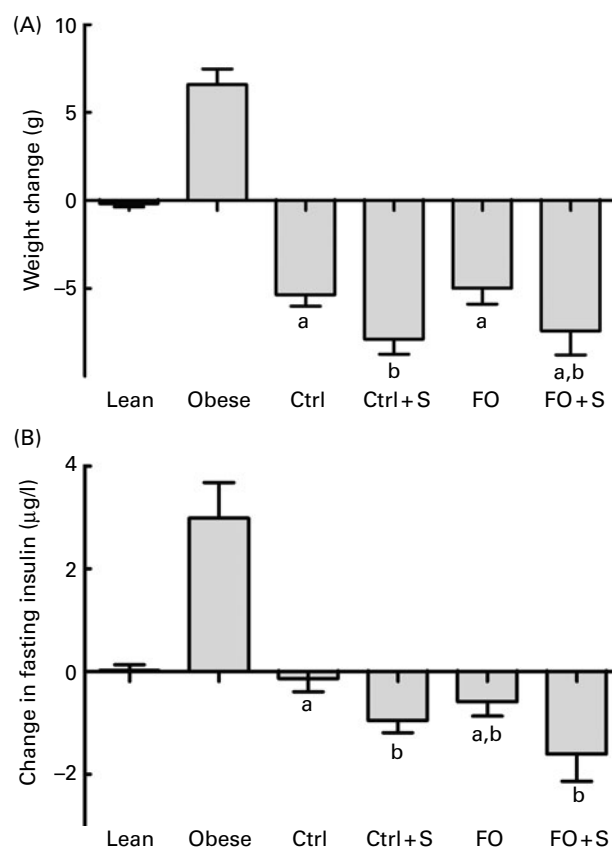 (A)
10
5
0
–5
Weight change (g)
a
b
a
a,b
Lean Obese Ctrl Ctrl + S FO FO + S
(B)
4
2
0
–2
Change in fasting insulin (µg/l)
a
b
a,b
b
Lean Obese Ctrl Ctrl + S FO FO + S